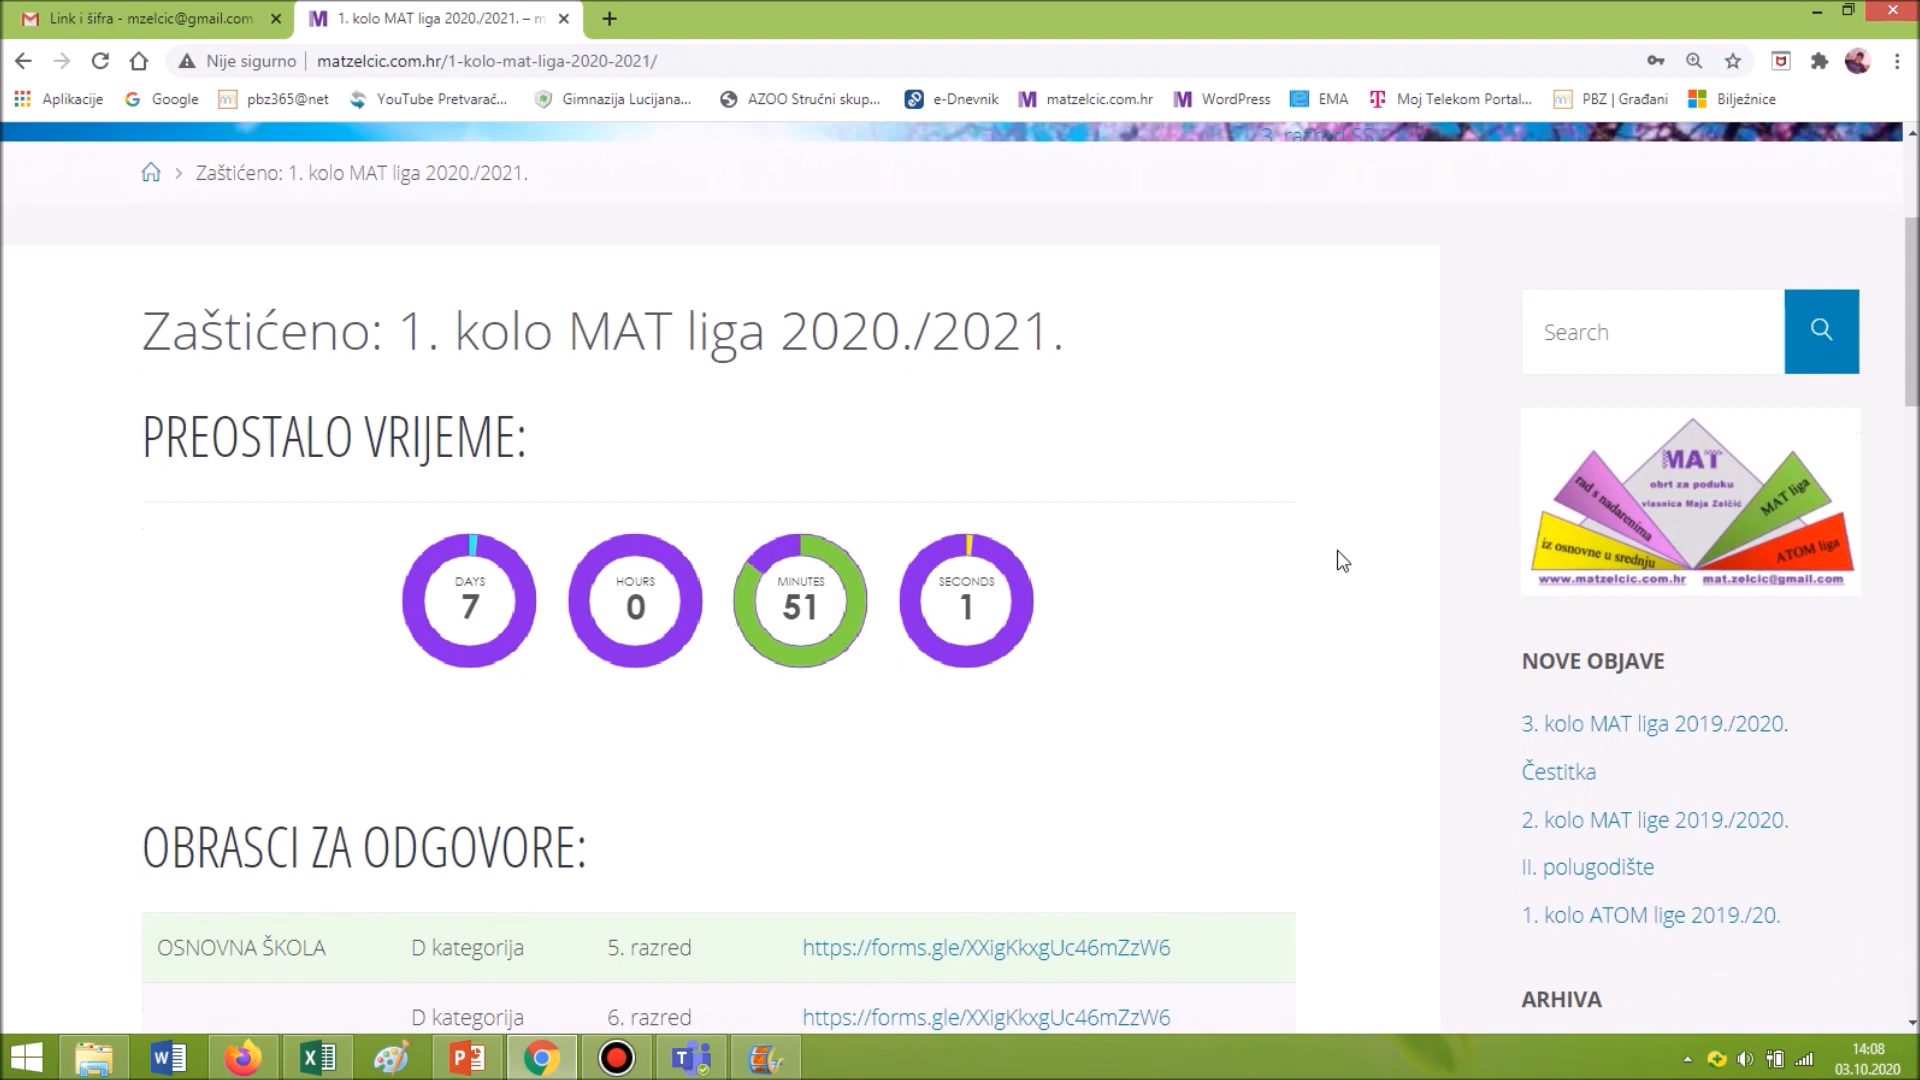 Link i šifra - mzelcic@gmail.com
1. kolo MAT liga 2020./2021. – m
Nije sigurno
matzelcic.com.hr/1-kolo-mat-liga-2020-2021/
Aplikacije
Google
pbz365@net
YouTube Pretvarač...
Gimnazija Lucijana...
AZOO Stručni skup...
e-Dnevnik
matzelcic.com.hr
WordPress
EMA
Moj Telekom Portal...
PBZ | Građani
Bilježnice
3. razred SŠ
Zaštićeno: 1. kolo MAT liga 2020./2021.
Zaštićeno: 1. kolo MAT liga 2020./2021.
PREOSTALO VRIJEME:
DAYS
7
HOURS
0
MINUTES
51
SECONDS
1
OBRASCI ZA ODGOVORE:
OSNOVNA ŠKOLA D kategorija 5. razred https://forms.gle/XXigKkxgUc46mZzW6
D kategorija 6. razred https://forms.gle/XXigKkxgUc46mZzW6
Search
MAT
obrt za poduku
vlasnica Maja Zelčić
rad s nadarenima
MAT liga
iz osnovne u srednju
ATOM liga
www.matzelcic.com.hr mat.zelcic@gmail.com
NOVE OBJAVE
3. kolo MAT liga 2019./2020.
Čestitka
2. kolo MAT lige 2019./2020.
II. polugodište
1. kolo ATOM lige 2019./20.
ARHIVA
14:08
03.10.2020